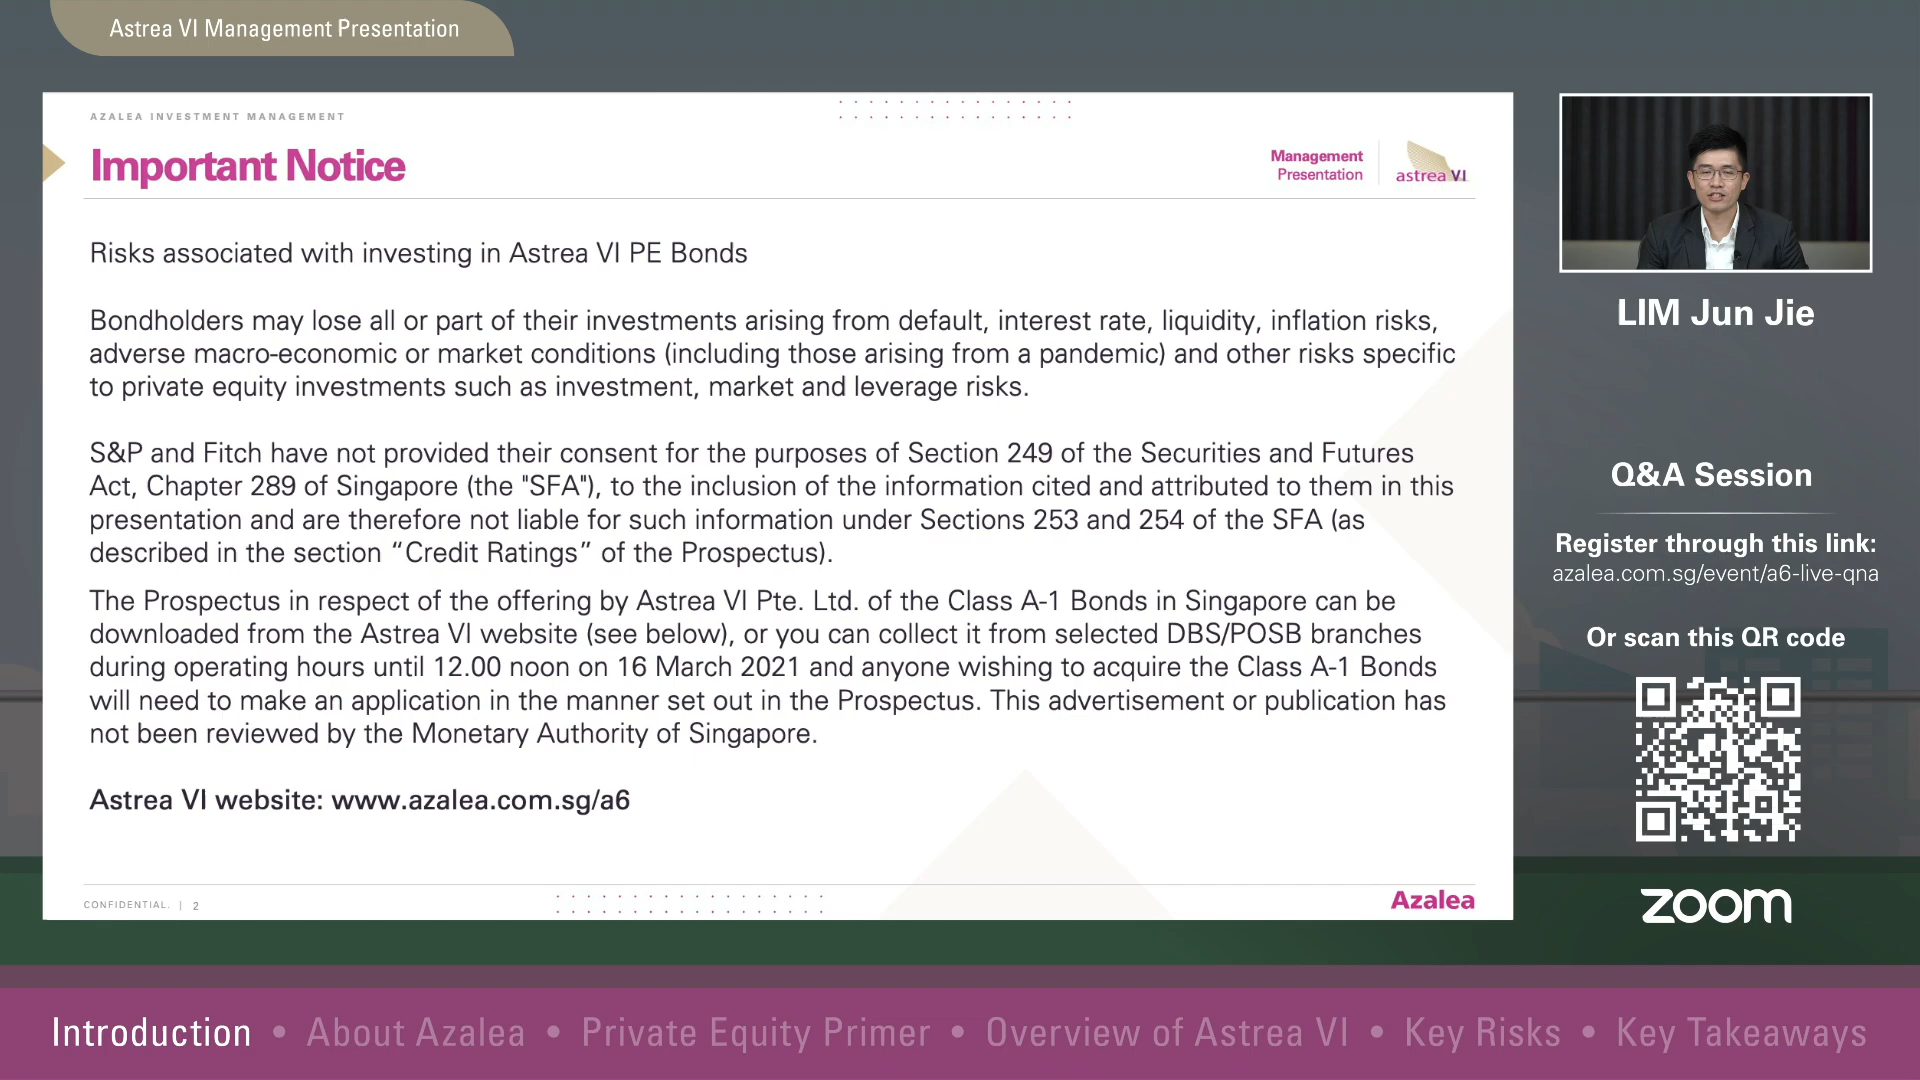 Astrea VI Management Presentation
AZALEA INVESTMENT MANAGEMENT
Important Notice
Management
Presentation
astrea VI
Risks associated with investing in Astrea VI PE Bonds
Bondholders may lose all or part of their investments arising from default, interest rate, liquidity, inflation risks,
adverse macro-economic or market conditions (including those arising from a pandemic) and other risks specific
to private equity investments such as investment, market and leverage risks.
S&P and Fitch have not provided their consent for the purposes of Section 249 of the Securities and Futures
Act, Chapter 289 of Singapore (the "SFA"), to the inclusion of the information cited and attributed to them in this
presentation and are therefore not liable for such information under Sections 253 and 254 of the SFA (as
described in the section “Credit Ratings” of the Prospectus).
The Prospectus in respect of the offering by Astrea VI Pte. Ltd. of the Class A-1 Bonds in Singapore can be
downloaded from the Astrea VI website (see below), or you can collect it from selected DBS/POSB branches
during operating hours until 12.00 noon on 16 March 2021 and anyone wishing to acquire the Class A-1 Bonds
will need to make an application in the manner set out in the Prospectus. This advertisement or publication has
not been reviewed by the Monetary Authority of Singapore.
Astrea VI website: www.azalea.com.sg/a6
CONFIDENTIAL. | 2
Azalea
LIM Jun Jie
Q&A Session
Register through this link:
azalea.com.sg/event/a6-live-qna
Or scan this QR code
zoom
Introduction • About Azalea • Private Equity Primer • Overview of Astrea VI • Key Risks • Key Takeaways